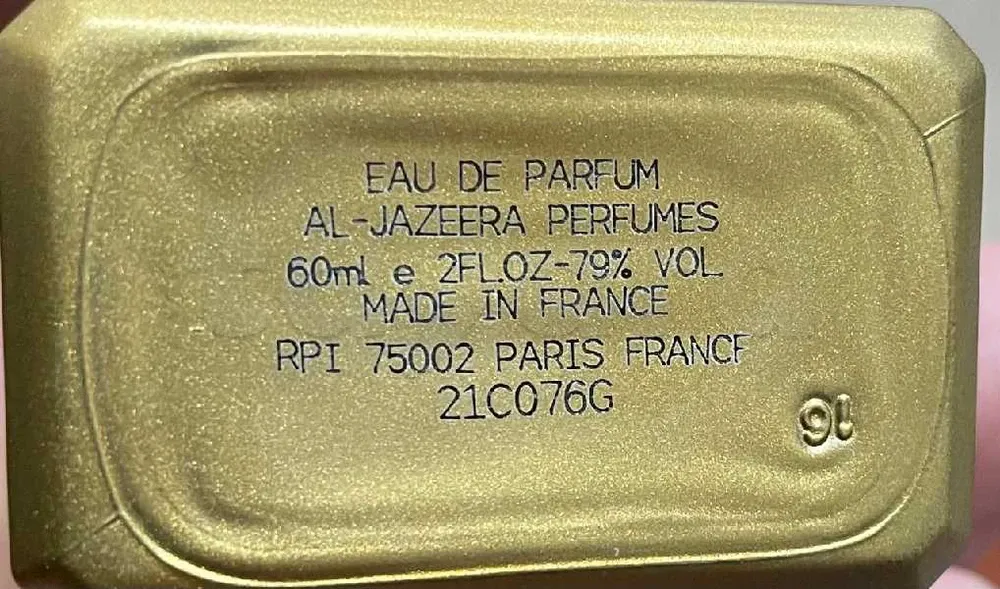 EAU DE PARFUM
AL-JAZEERA PERFUMES
60ml e 2FL.OZ-79% VOL.
MADE IN FRANCE
RPI 75002 PARIS FRANCE
21C076G
16